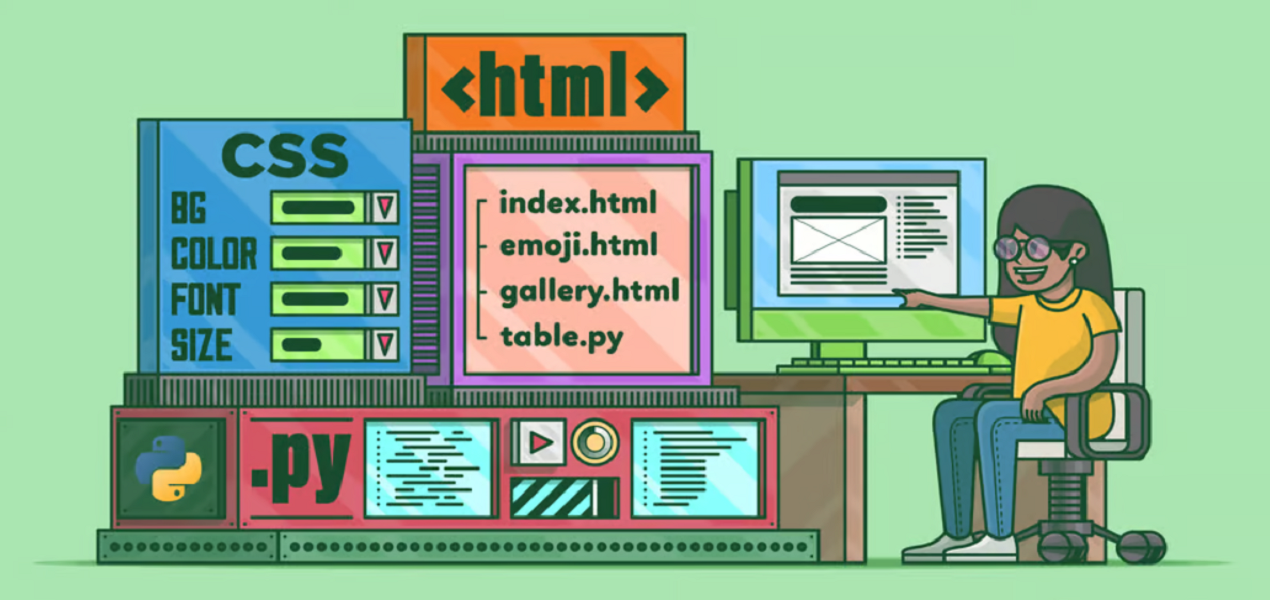 <html>
CSS
BG
COLOR
FONT
SIZE
index.html
emoji.html
gallery.html
table.py
.py